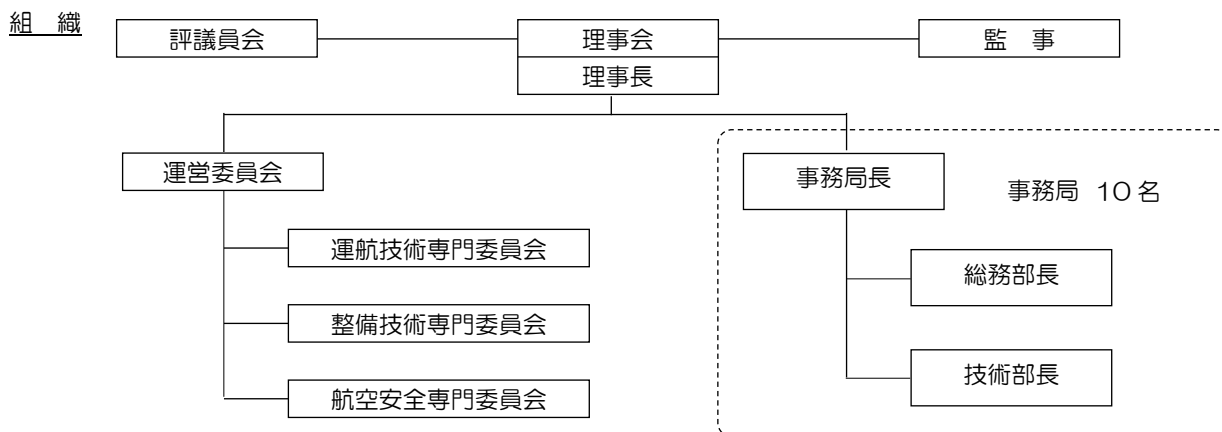 組　織
評議員会
理事会
監　事
理事長
運営委員会
事務局長
事務局 10名
運航技術専門委員会
総務部長
整備技術専門委員会
技術部長
航空安全専門委員会